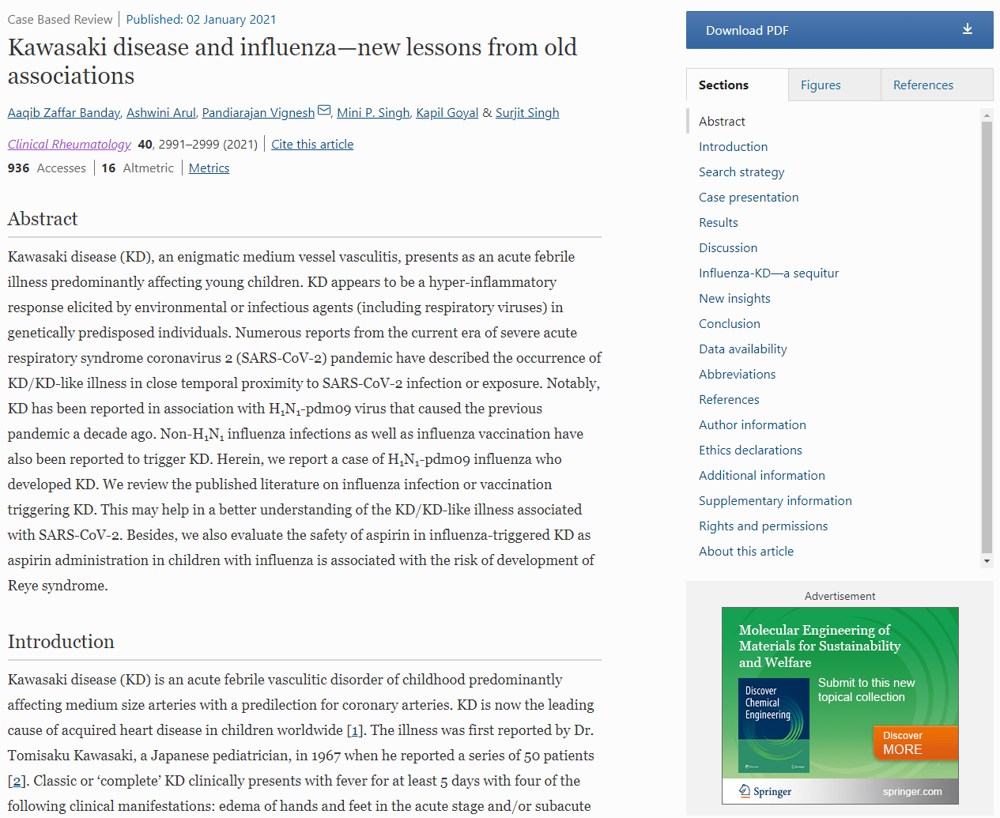 Case Based Review | Published: 02 January 2021
Kawasaki disease and influenza—new lessons from old
associations
Aaqib Zaffar Banday, Ashwini Arul, Pandiarajan Vignesh, Mini P. Singh, Kapil Goyal & Surjit Singh
Clinical Rheumatology 40, 2991–2999 (2021) | Cite this article
936 Accesses | 16 Altmetric | Metrics
Abstract
Kawasaki disease (KD), an enigmatic medium vessel vasculitis, presents as an acute febrile
illness predominantly affecting young children. KD appears to be a hyper-inflammatory
response elicited by environmental or infectious agents (including respiratory viruses) in
genetically predisposed individuals. Numerous reports from the current era of severe acute
respiratory syndrome coronavirus 2 (SARS-CoV-2) pandemic have described the occurrence of
KD/KD-like illness in close temporal proximity to SARS-CoV-2 infection or exposure. Notably,
KD has been reported in association with H₁N₁-pdm09 virus that caused the previous
pandemic a decade ago. Non-H₁N₁ influenza infections as well as influenza vaccination have
also been reported to trigger KD. Herein, we report a case of H₁N₁-pdm09 influenza who
developed KD. We review the published literature on influenza infection or vaccination
triggering KD. This may help in a better understanding of the KD/KD-like illness associated
with SARS-CoV-2. Besides, we also evaluate the safety of aspirin in influenza-triggered KD as
aspirin administration in children with influenza is associated with the risk of development of
Reye syndrome.
Introduction
Kawasaki disease (KD) is an acute febrile vasculitic disorder of childhood predominantly
affecting medium size arteries with a predilection for coronary arteries. KD is now the leading
cause of acquired heart disease in children worldwide [1]. The illness was first reported by Dr.
Tomisaku Kawasaki, a Japanese pediatrician, in 1967 when he reported a series of 50 patients
[2]. Classic or ‘complete’ KD clinically presents with fever for at least 5 days with four of the
following clinical manifestations: edema of hands and feet in the acute stage and/or subacute
Download PDF
Sections
Figures
References
Abstract
Introduction
Search strategy
Case presentation
Results
Discussion
Influenza-KD—a sequitur
New insights
Conclusion
Data availability
Abbreviations
References
Author information
Ethics declarations
Additional information
Supplementary information
Rights and permissions
About this article
Advertisement
Molecular Engineering of
Materials for Sustainability
and Welfare
Submit to this new
topical collection
Discover
Chemical
Engineering
Discover
MORE
Springer
springer.com